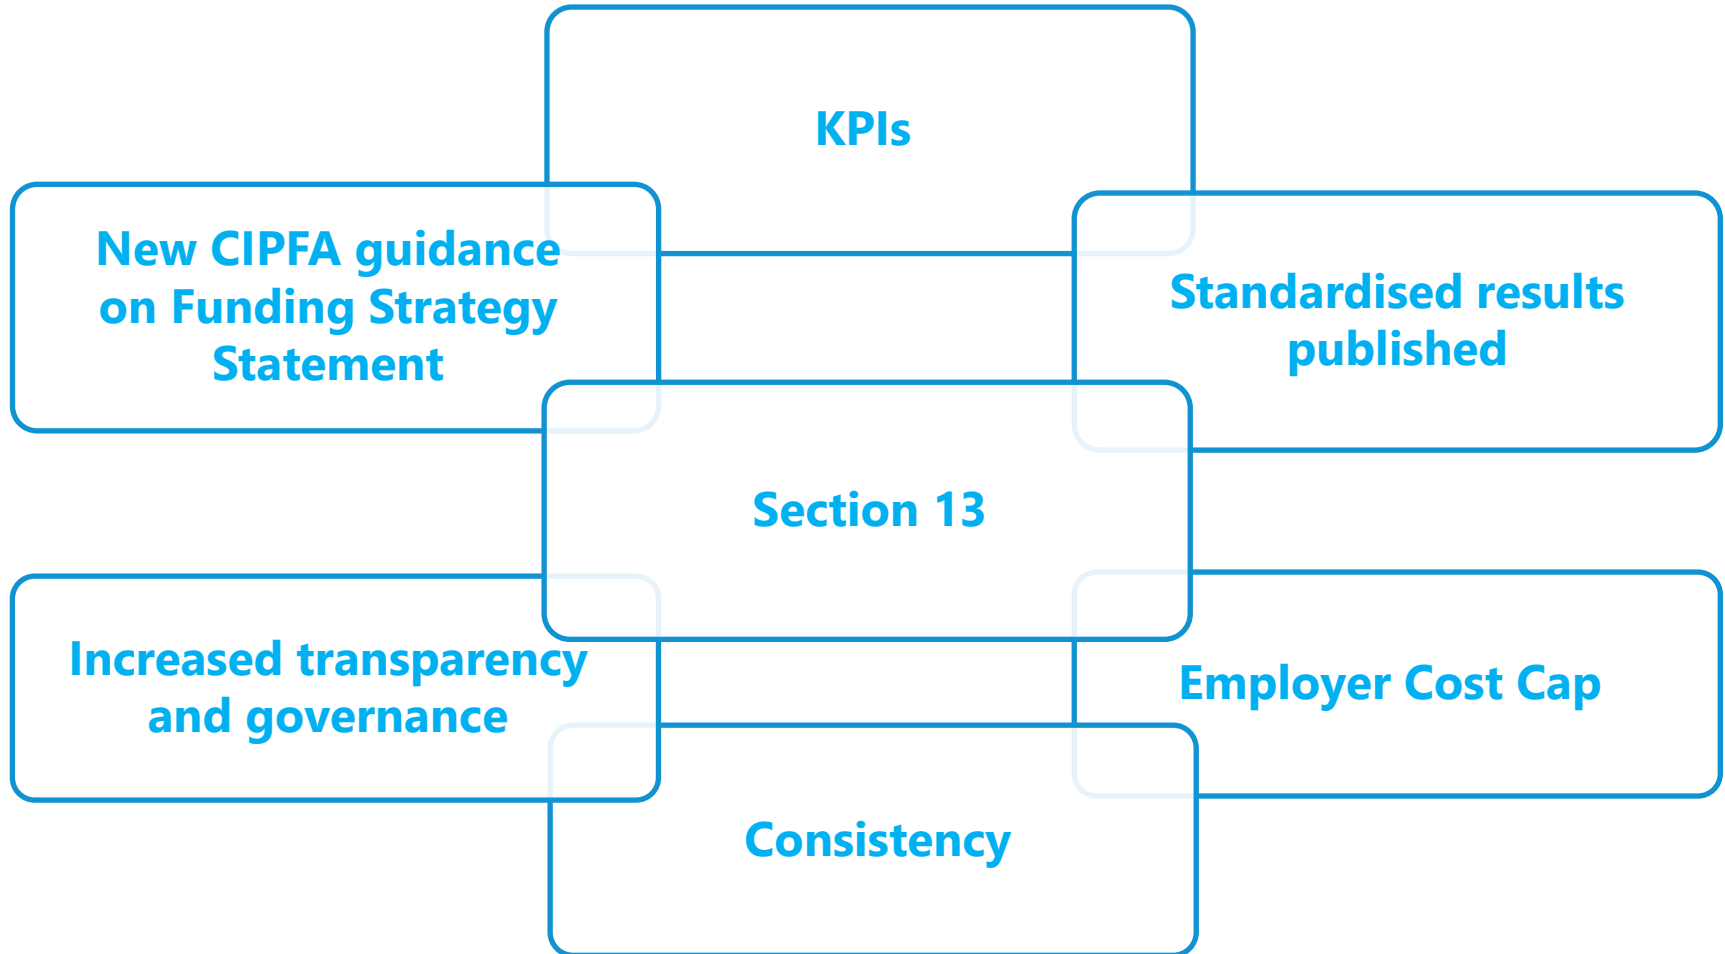 KPIs
New CIPFA guidance
on Funding Strategy
Statement
Standardised results
published
Section 13
Increased transparency
and governance
Employer Cost Cap
Consistency